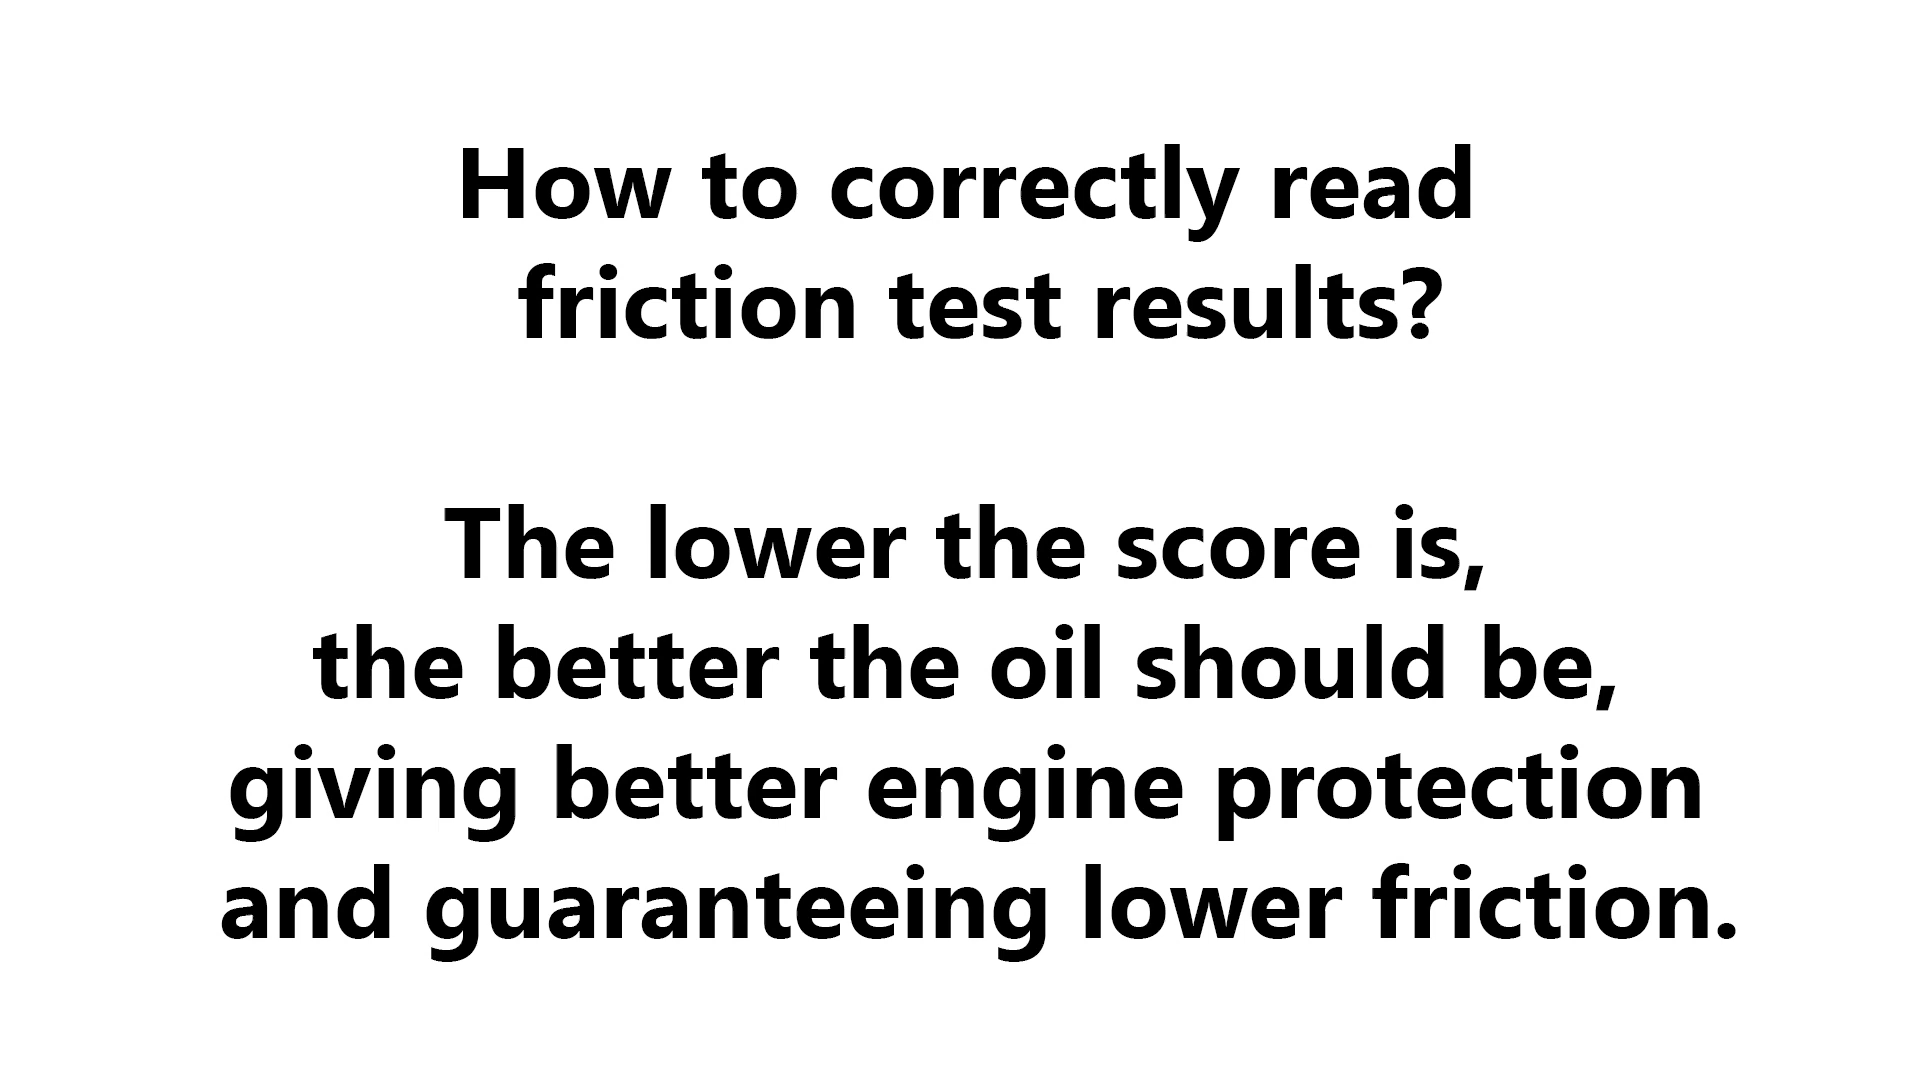 How to correctly read
friction test results?
The lower the score is,
the better the oil should be,
giving better engine protection
and guaranteeing lower friction.